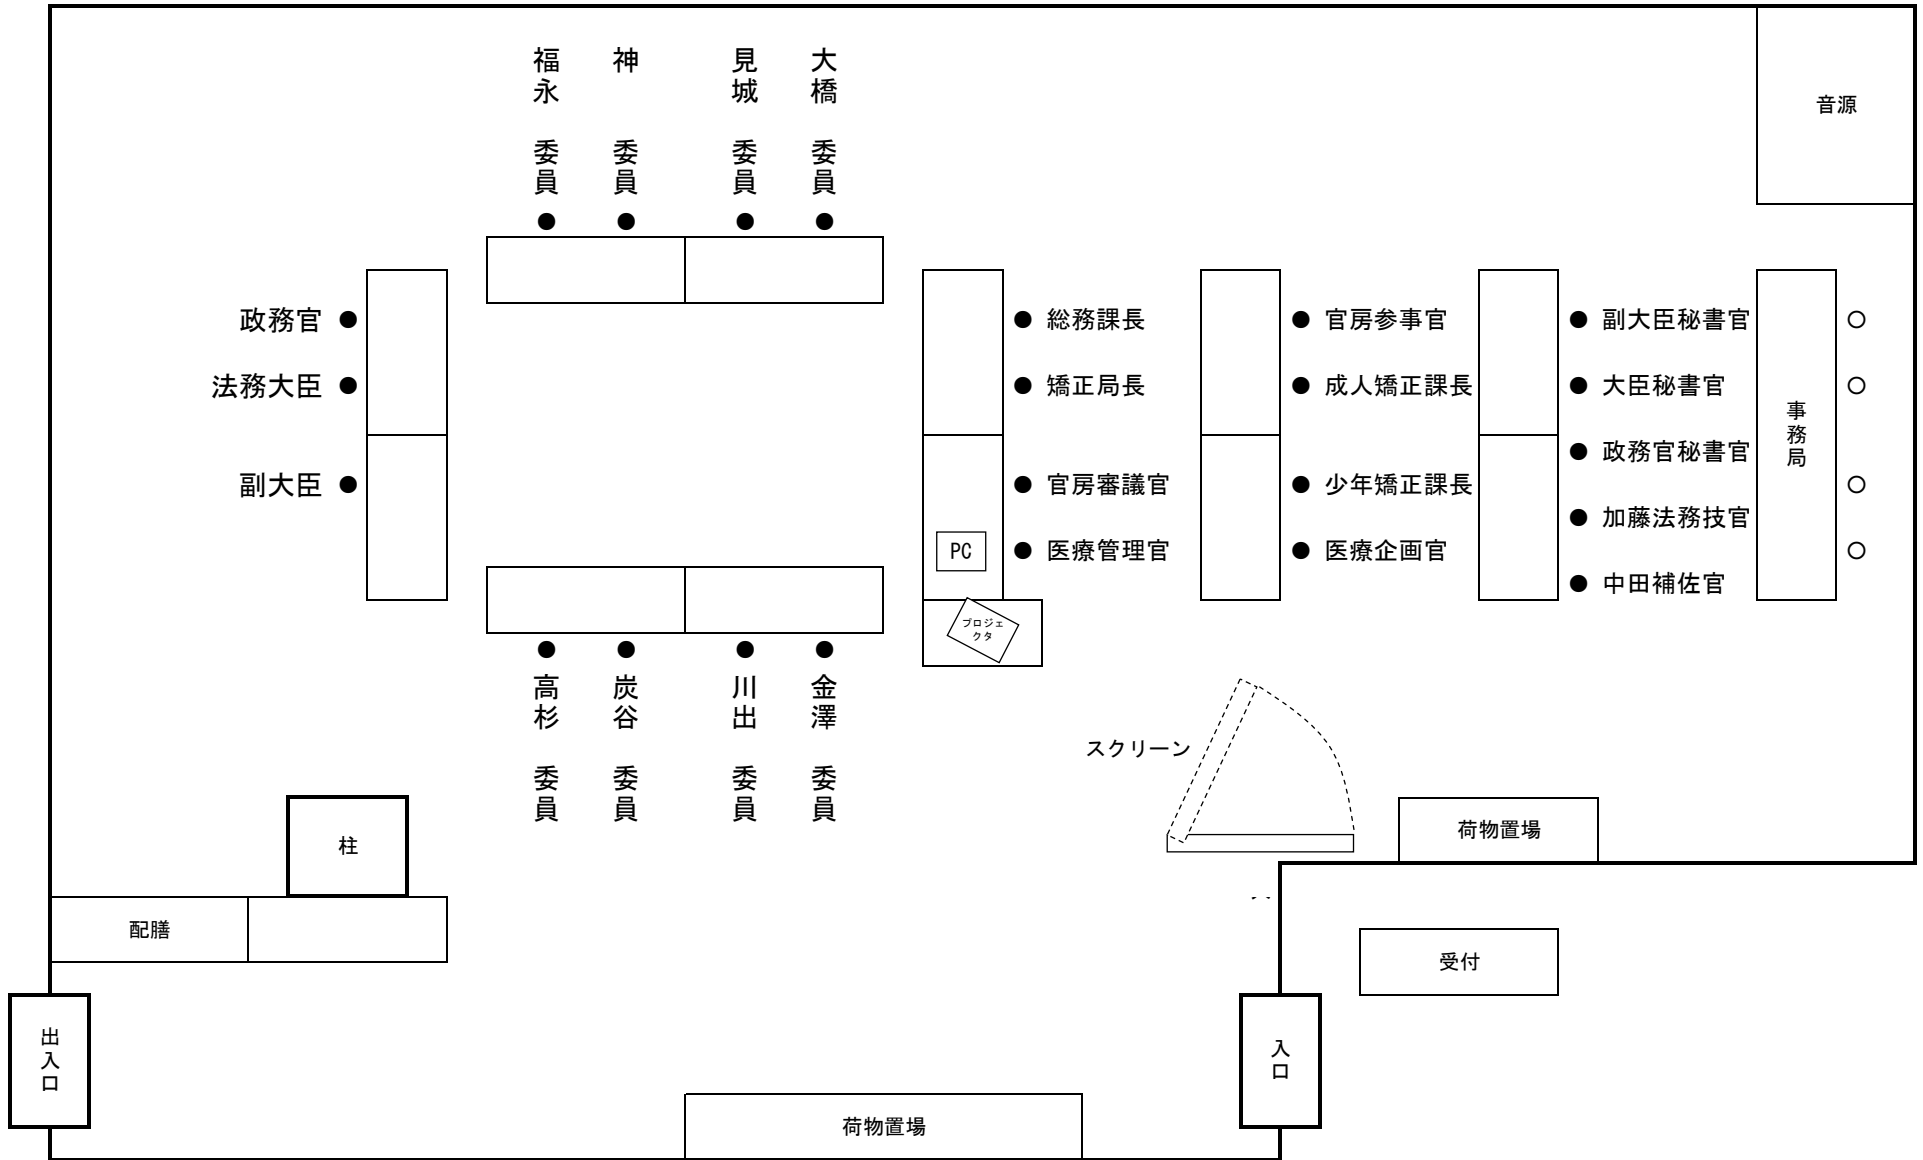 福永 委員
神 委員
見城 委員
大橋 委員
音源
政務官
法務大臣
副大臣
総務課長
矯正局長
官房審議官
医療管理官
PC
プロジェ
クタ
官房参事官
成人矯正課長
少年矯正課長
医療企画官
副大臣秘書官
大臣秘書官
政務官秘書官
加藤法務技官
中田補佐官
事務局
高杉 委員
炭谷 委員
川出 委員
金澤 委員
スクリーン
荷物置場
柱
配膳
受付
出入口
入口
荷物置場